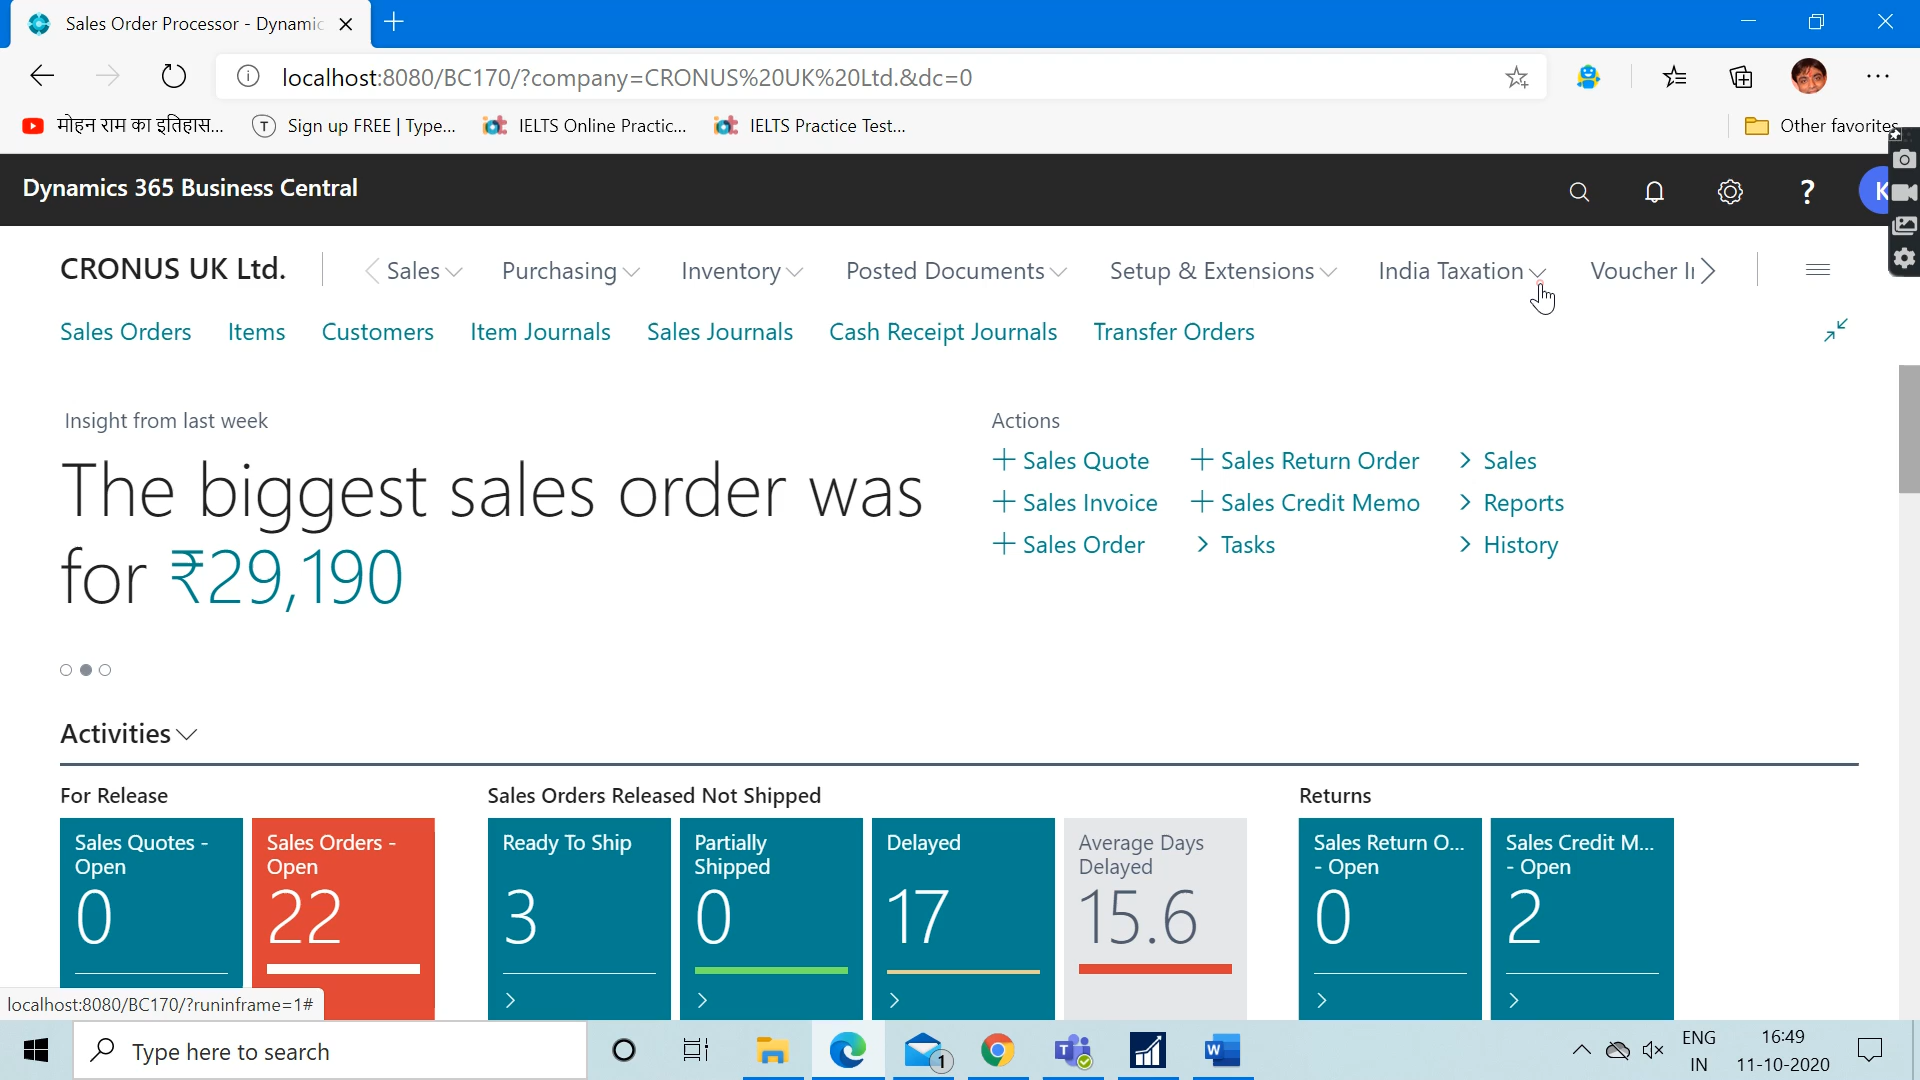 Sales Order Processor - Dynamic
localhost:8080/BC170/?company=CRONUS%20UK%20Ltd.&dc=0
मोहन राम का इतिहास... Sign up FREE | Type... IELTS Online Practic... IELTS Practice Test... Other favorites
Dynamics 365 Business Central
? K
CRONUS UK Ltd. Sales Purchasing Inventory Posted Documents Setup & Extensions India Taxation Voucher
Sales Orders Items Customers Item Journals Sales Journals Cash Receipt Journals Transfer Orders
Insight from last week
The biggest sales order was
for ₹29,190
Actions
+ Sales Quote + Sales Return Order > Sales
+ Sales Invoice + Sales Credit Memo > Reports
+ Sales Order > Tasks > History
Activities
For Release
Sales Quotes -
Open
0
Sales Orders -
Open
22
Sales Orders Released Not Shipped
Ready To Ship
3
Partially
Shipped
0
Delayed
17
Average Days
Delayed
15.6
Returns
Sales Return O...
- Open
0
Sales Credit M...
- Open
2
localhost:8080/BC170/?runinframe=1#
Type here to search
1
ENG
IN
16:49
11-10-2020